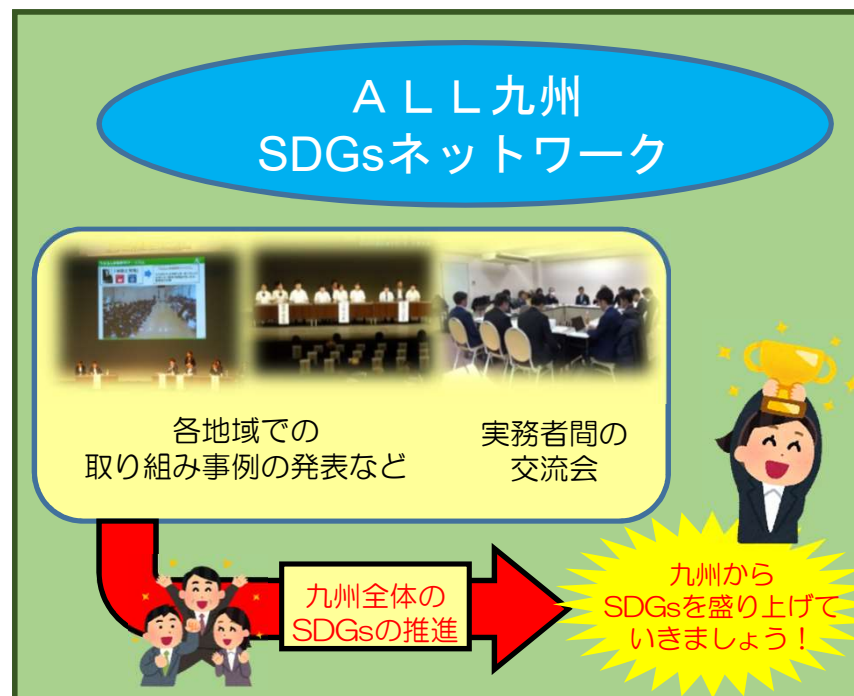 ＡＬＬ九州
SDGsネットワーク
各地域での
取り組み事例の発表など
実務者間の
交流会
九州全体の
SDGsの推進
九州から
SDGsを盛り上げて
いきましょう！